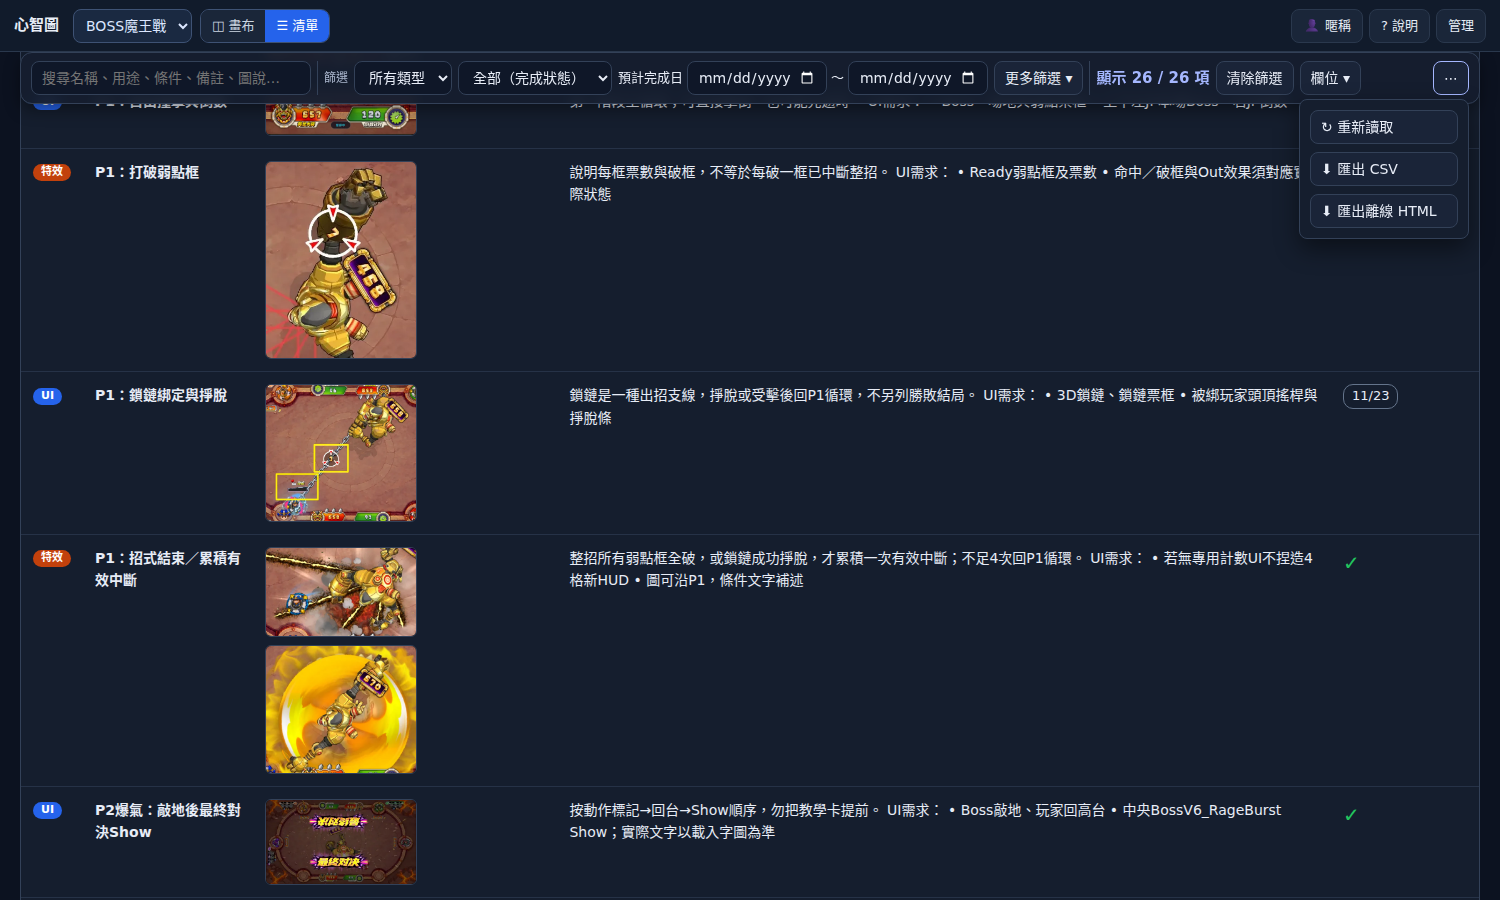 心智圖
BOSS魔王戰
◫ 畫布
☰ 清單
👤 暱稱
? 說明
管理
搜尋名稱、用途、條件、備註、圖說…
篩選
所有類型
全部（完成狀態）
預計完成日
mm/dd/yyyy
～
mm/dd/yyyy
更多篩選 ▾
顯示 26 / 26 項
清除篩選
欄位 ▾
⋯
↻ 重新讀取
⬇ 匯出 CSV
⬇ 匯出離線 HTML
657
120
特效
P1：打破弱點框
468
說明每框票數與破框，不等於每破一框已中斷整招。 UI需求： • Ready弱點框及票數 • 命中／破框與Out效果須對應實
際狀態
UI
P1：鎖鏈綁定與掙脫
鎖鏈是一種出招支線，掙脫或受擊後回P1循環，不另列勝敗結局。 UI需求： • 3D鎖鏈、鎖鏈票框 • 被綁玩家頭頂搖桿與
掙脫條
11/23
特效
P1：招式結束／累積有
效中斷
670
整招所有弱點框全破，或鎖鏈成功掙脫，才累積一次有效中斷；不足4次回P1循環。 UI需求： • 若無專用計數UI不捏造4
格新HUD • 圖可沿P1，條件文字補述
✓
UI
P2爆氣：敲地後最終對
決Show
最終对决
按動作標記→回台→Show順序，勿把教學卡提前。 UI需求： • Boss敲地、玩家回高台 • 中央BossV6_RageBurst
Show；實際文字以載入字圖為準
✓